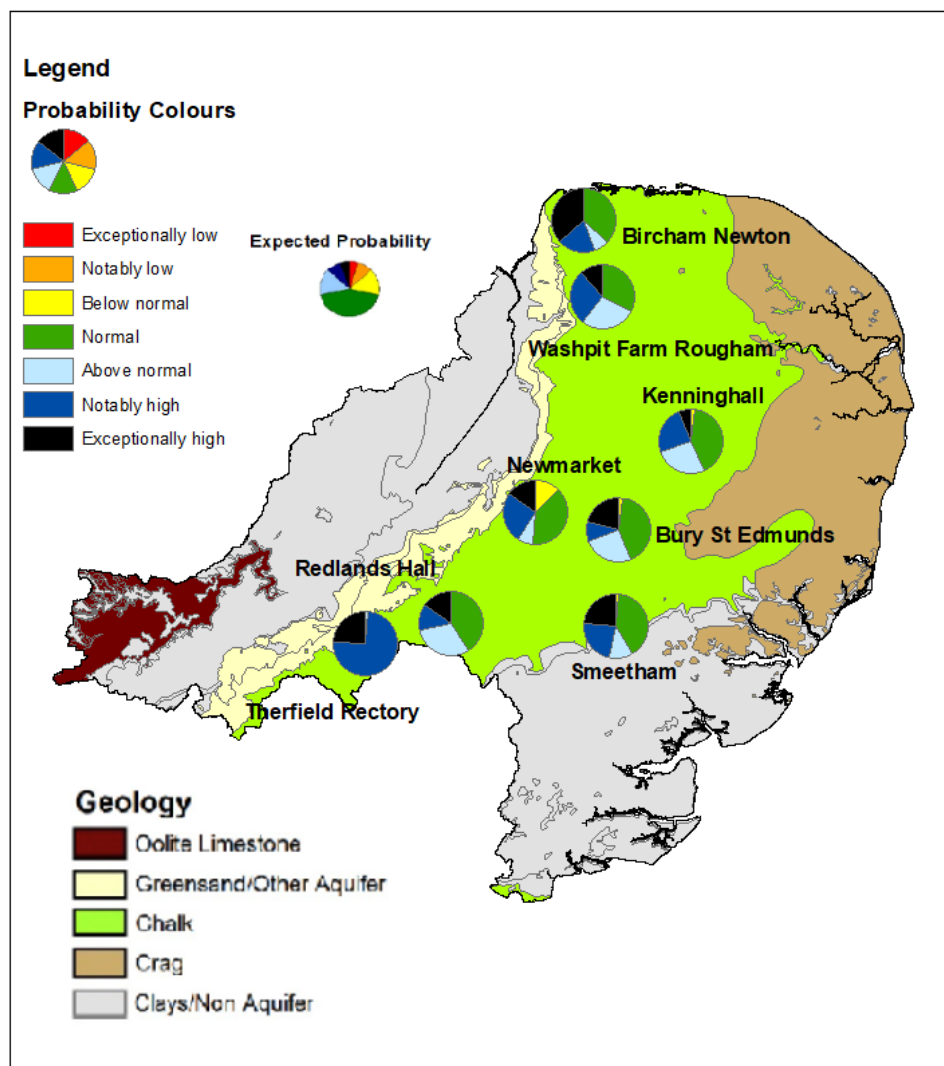 Legend
Probability Colours
Exceptionally low
Notably low
Below normal
Normal
Above normal
Notably high
Exceptionally high
Expected Probability
Bircham Newton
Washpit Farm Rougham
Kenninghall
Newmarket
Bury St Edmunds
Redlands Hall
Smeetham
Therfield Rectory
Geology
Oolite Limestone
Greensand/Other Aquifer
Chalk
Crag
Clays/Non Aquifer